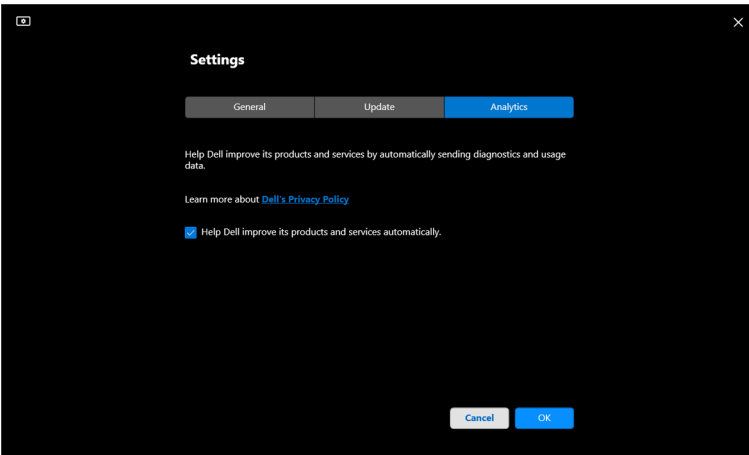 Settings
General
Update
Analytics
Help Dell improve its products and services by automatically sending diagnostics and usage
data.
Learn more about Dell's Privacy Policy
Help Dell improve its products and services automatically.
Cancel
OK